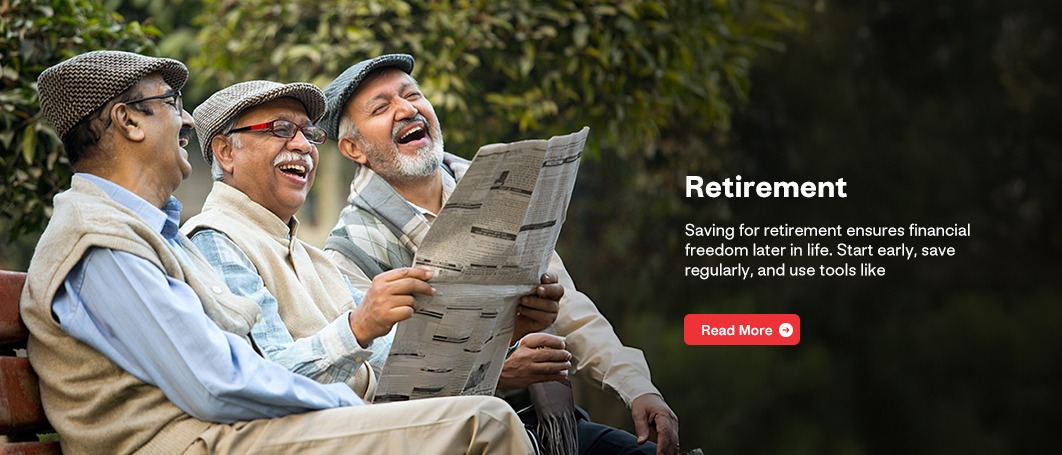 Retirement
Saving for retirement ensures financial
freedom later in life. Start early, save
regularly, and use tools like
Read More